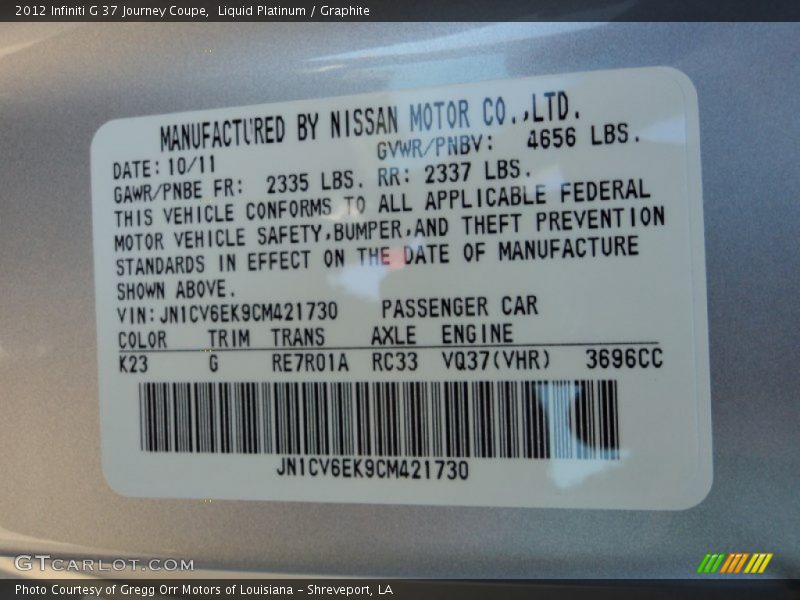 2012 Infiniti G 37 Journey Coupe,  Liquid Platinum / Graphite
MANUFACTURED BY NISSAN MOTOR CO.,LTD.
DATE: 10/11 GVWR/PNBV: 4656 LBS.
GAWR/PNBE FR: 2335 LBS. RR: 2337 LBS.
THIS VEHICLE CONFORMS TO ALL APPLICABLE FEDERAL
MOTOR VEHICLE SAFETY,BUMPER,AND THEFT PREVENTION
STANDARDS IN EFFECT ON THE DATE OF MANUFACTURE
SHOWN ABOVE.
VIN: JN1CV6EK9CM421730 PASSENGER CAR
COLOR TRIM TRANS AXLE ENGINE
K23 G RE7R01A RC33 VQ37(VHR) 3696CC
JN1CV6EK9CM421730
GTCARLOT.COM
Photo Courtesy of Gregg Orr Motors of Louisiana – Shreveport, LA